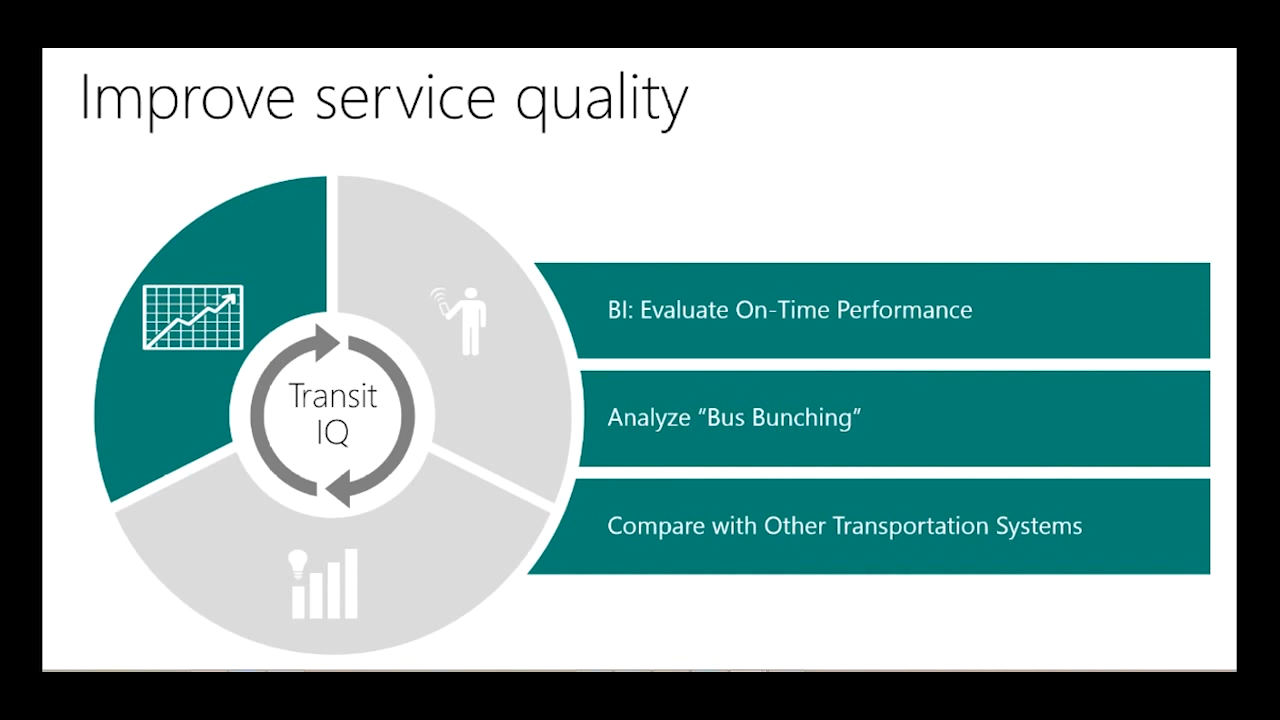 Improve service quality
Transit
IQ
BI: Evaluate On-Time Performance
Analyze “Bus Bunching”
Compare with Other Transportation Systems